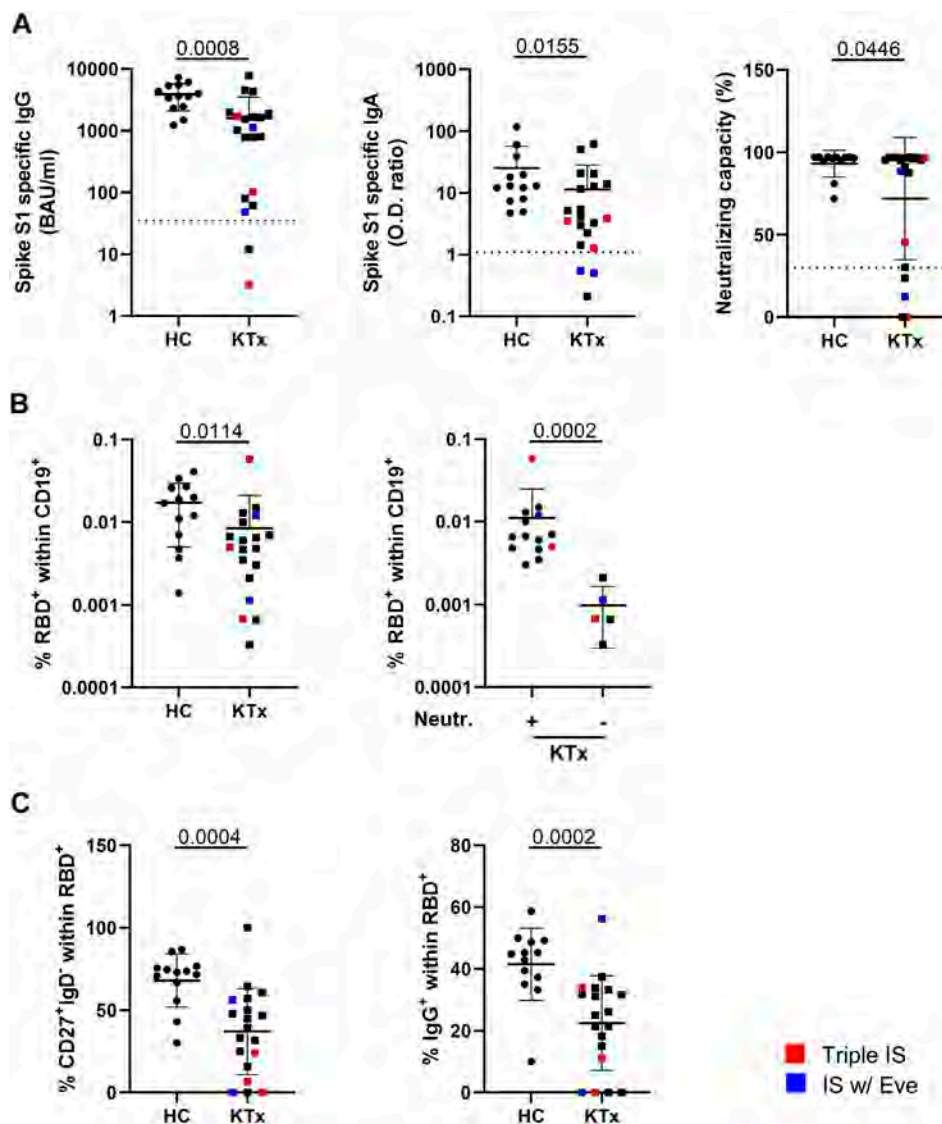 A
0.0008
Spike S1 specific IgG
(BAU/ml)
10000
1000
100
10
1
HC
KTx
0.0155
Spike S1 specific IgA
(O.D. ratio)
1000
100
10
1
0.1
HC
KTx
0.0446
Neutralizing capacity (%)
150
100
50
0
HC
KTx
B
0.0114
% RBD⁺ within CD19⁺
0.1
0.01
0.001
0.0001
HC
KTx
0.0002
% RBD⁺ within CD19⁺
0.1
0.01
0.001
0.0001
Neutr. + -
KTx
C
0.0004
% CD27⁺IgD⁻ within RBD⁺
150
100
50
0
HC
KTx
0.0002
% IgG⁺ within RBD⁺
80
60
40
20
0
HC
KTx
Triple IS
IS w/ Eve